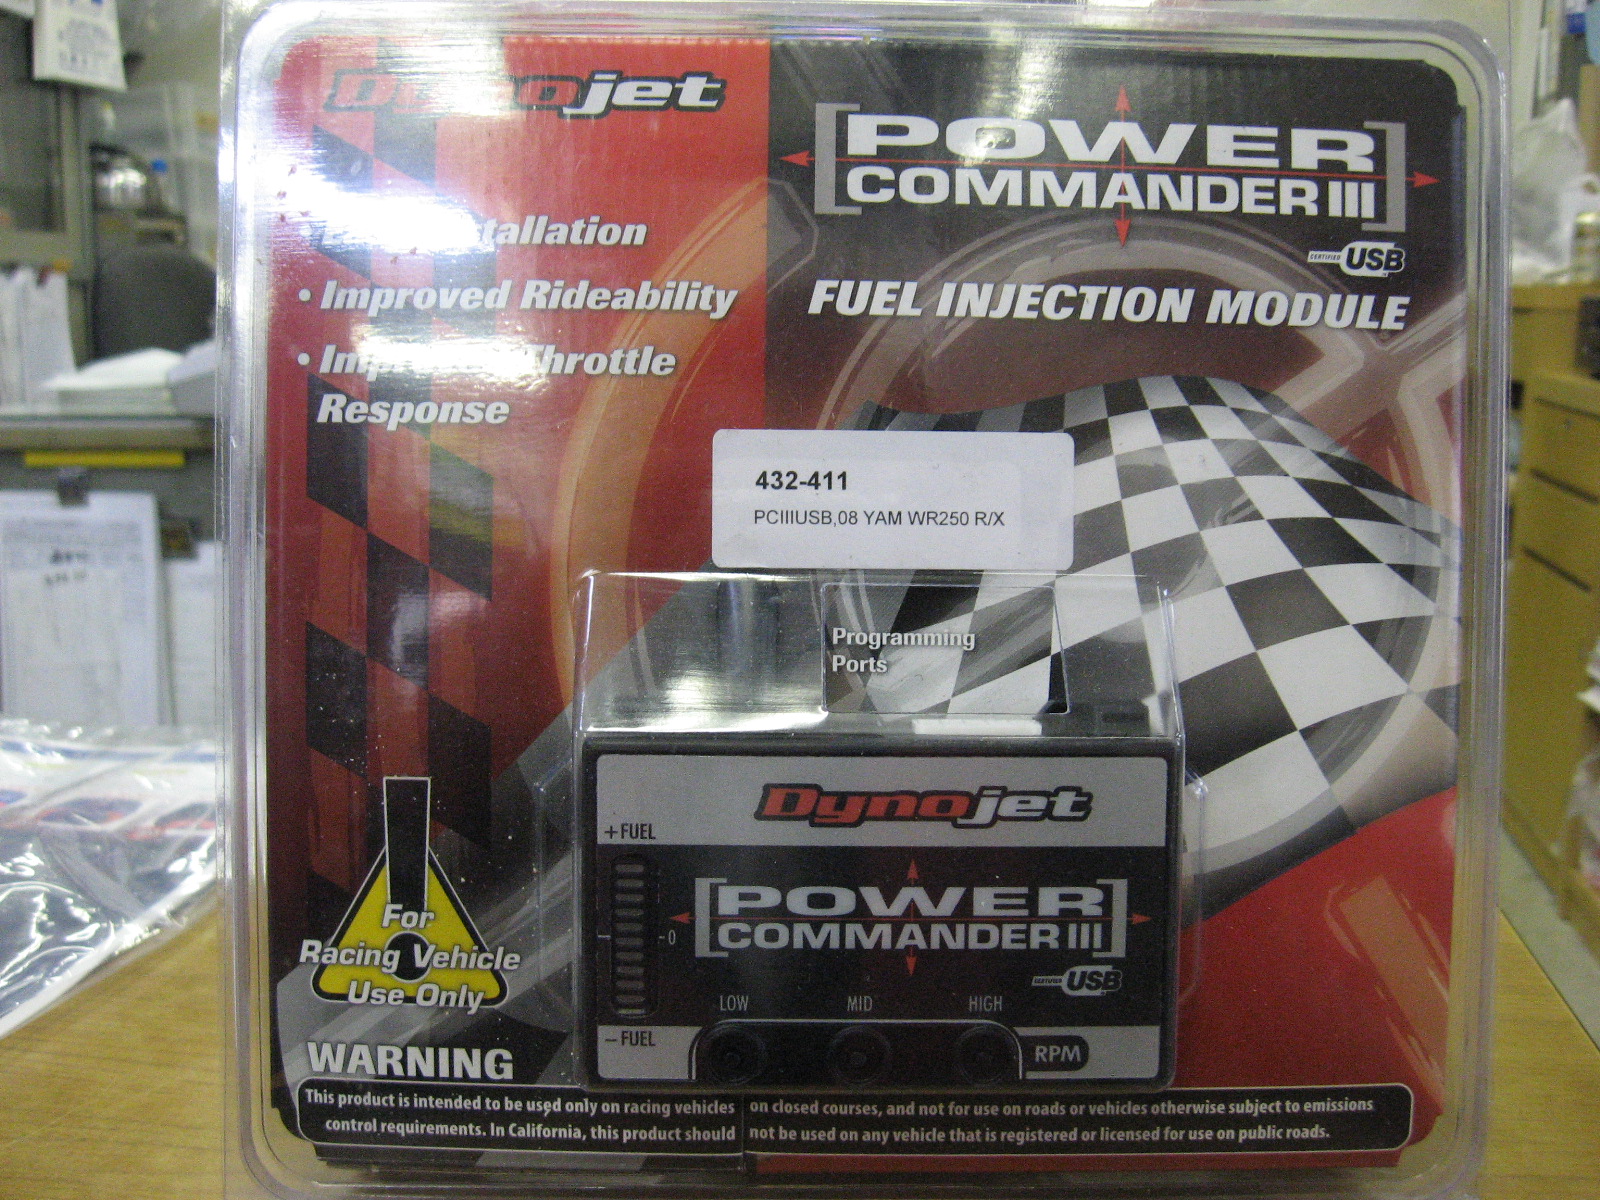 Dynojet
stallation
• Improved Rideability
• Improved Throttle
Response
POWER
COMMANDER III
CERTIFIED USB
FUEL INJECTION MODULE
432-411
PCIIIUSB,08 YAM WR250 R/X
Programming
Ports
Dynojet
+ FUEL
POWER
COMMANDER III
- 0
CERTIFIED USB
LOW MID HIGH
- FUEL
RPM
For
Racing Vehicle
Use Only
WARNING
This product is intended to be used only on racing vehicles on closed courses, and not for use on roads or vehicles otherwise subject to emissions
control requirements. In California, this product should not be used on any vehicle that is registered or licensed for use on public roads.